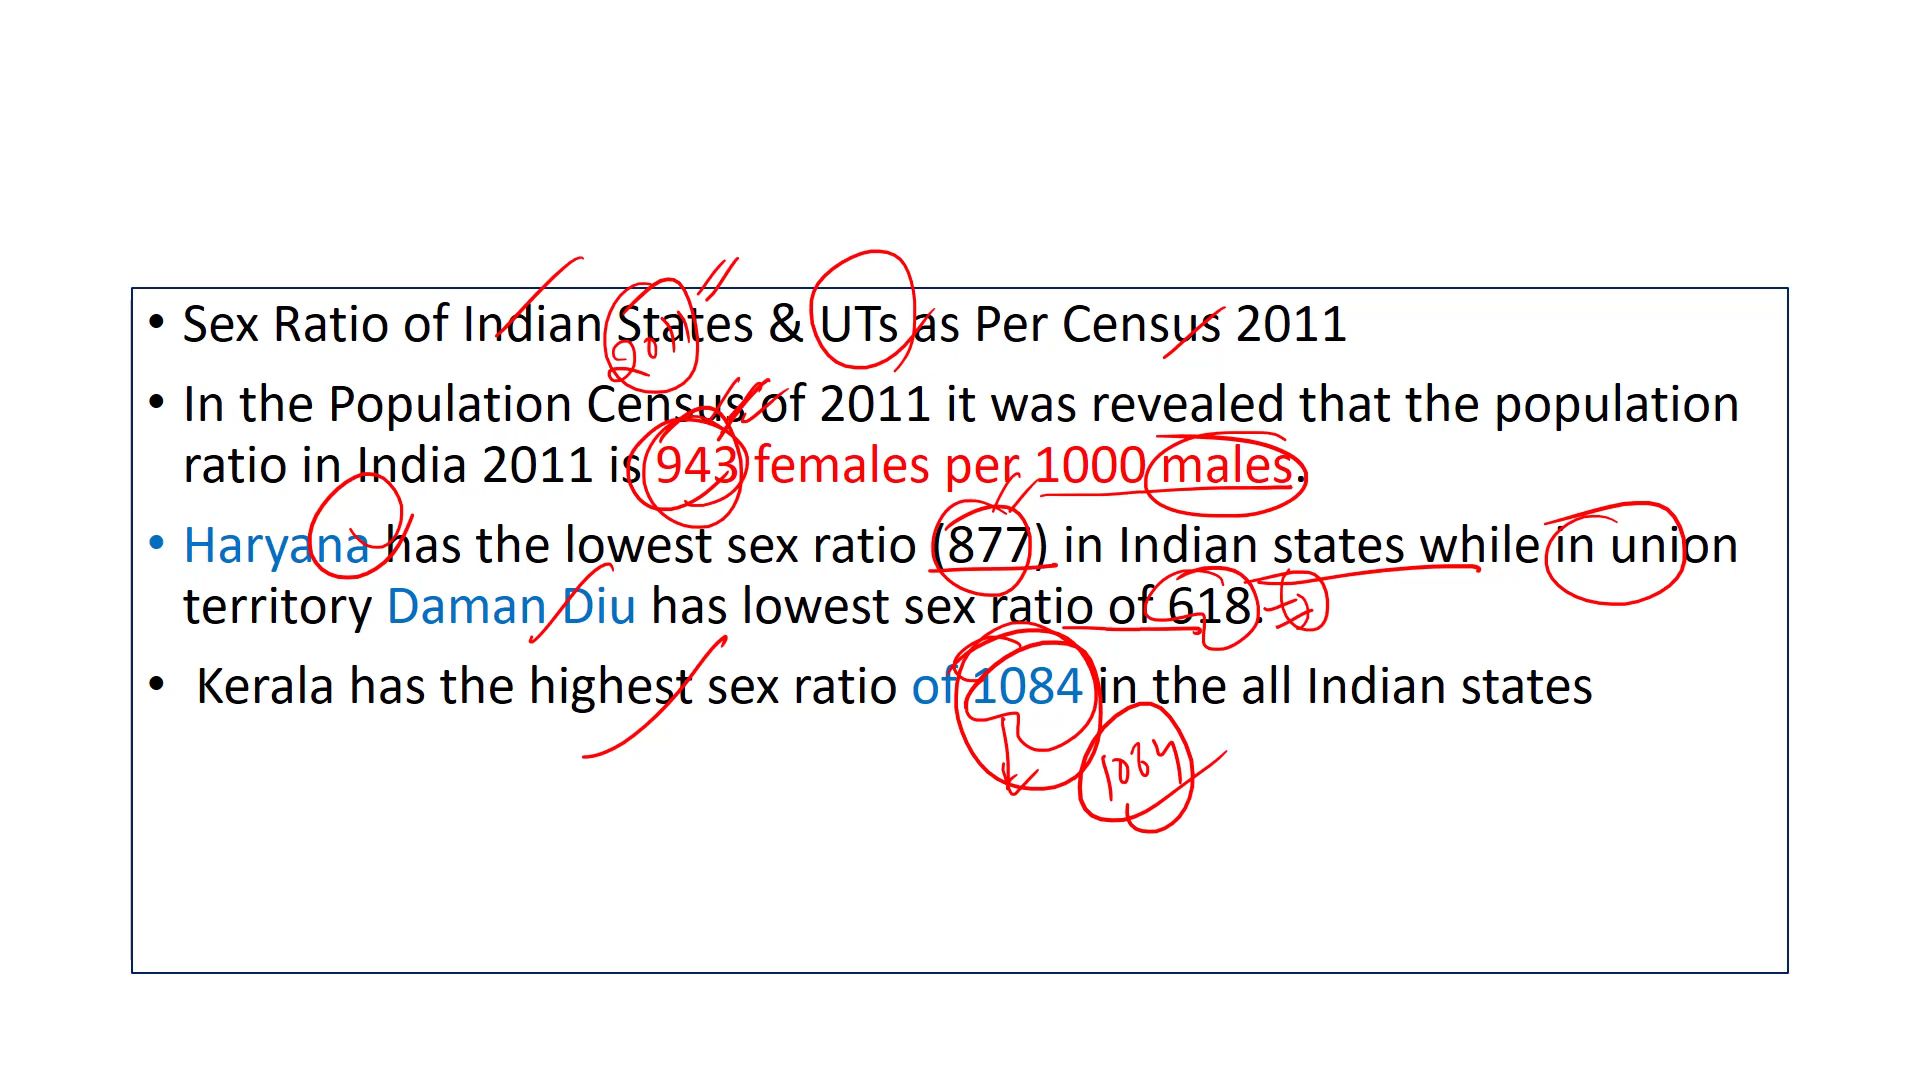 • Sex Ratio of Indian States & UTs as Per Census 2011
2011
• In the Population Census of 2011 it was revealed that the population
ratio in India 2011 is 943 females per 1000 males.
• Haryana has the lowest sex ratio (877) in Indian states while in union
territory Daman Diu has lowest sex ratio of 618.
• Kerala has the highest sex ratio of 1084 in the all Indian states
1084